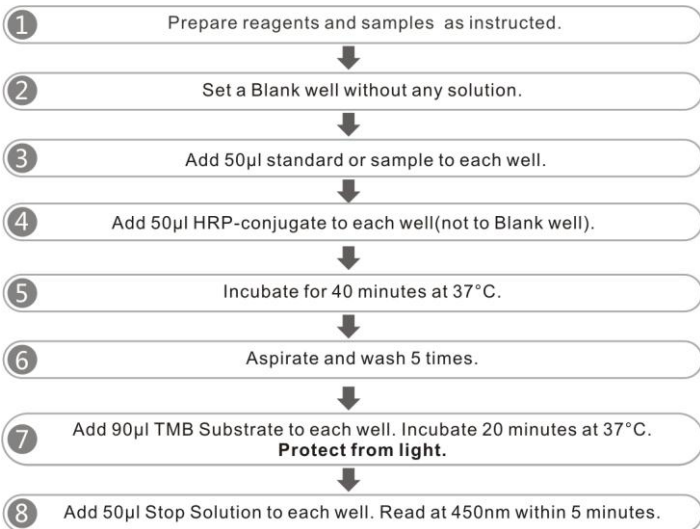 1 Prepare reagents and samples as instructed.
2 Set a Blank well without any solution.
3 Add 50μl standard or sample to each well.
4 Add 50μl HRP-conjugate to each well(not to Blank well).
5 Incubate for 40 minutes at 37°C.
6 Aspirate and wash 5 times.
7 Add 90μl TMB Substrate to each well. Incubate 20 minutes at 37°C.
Protect from light.
8 Add 50μl Stop Solution to each well. Read at 450nm within 5 minutes.